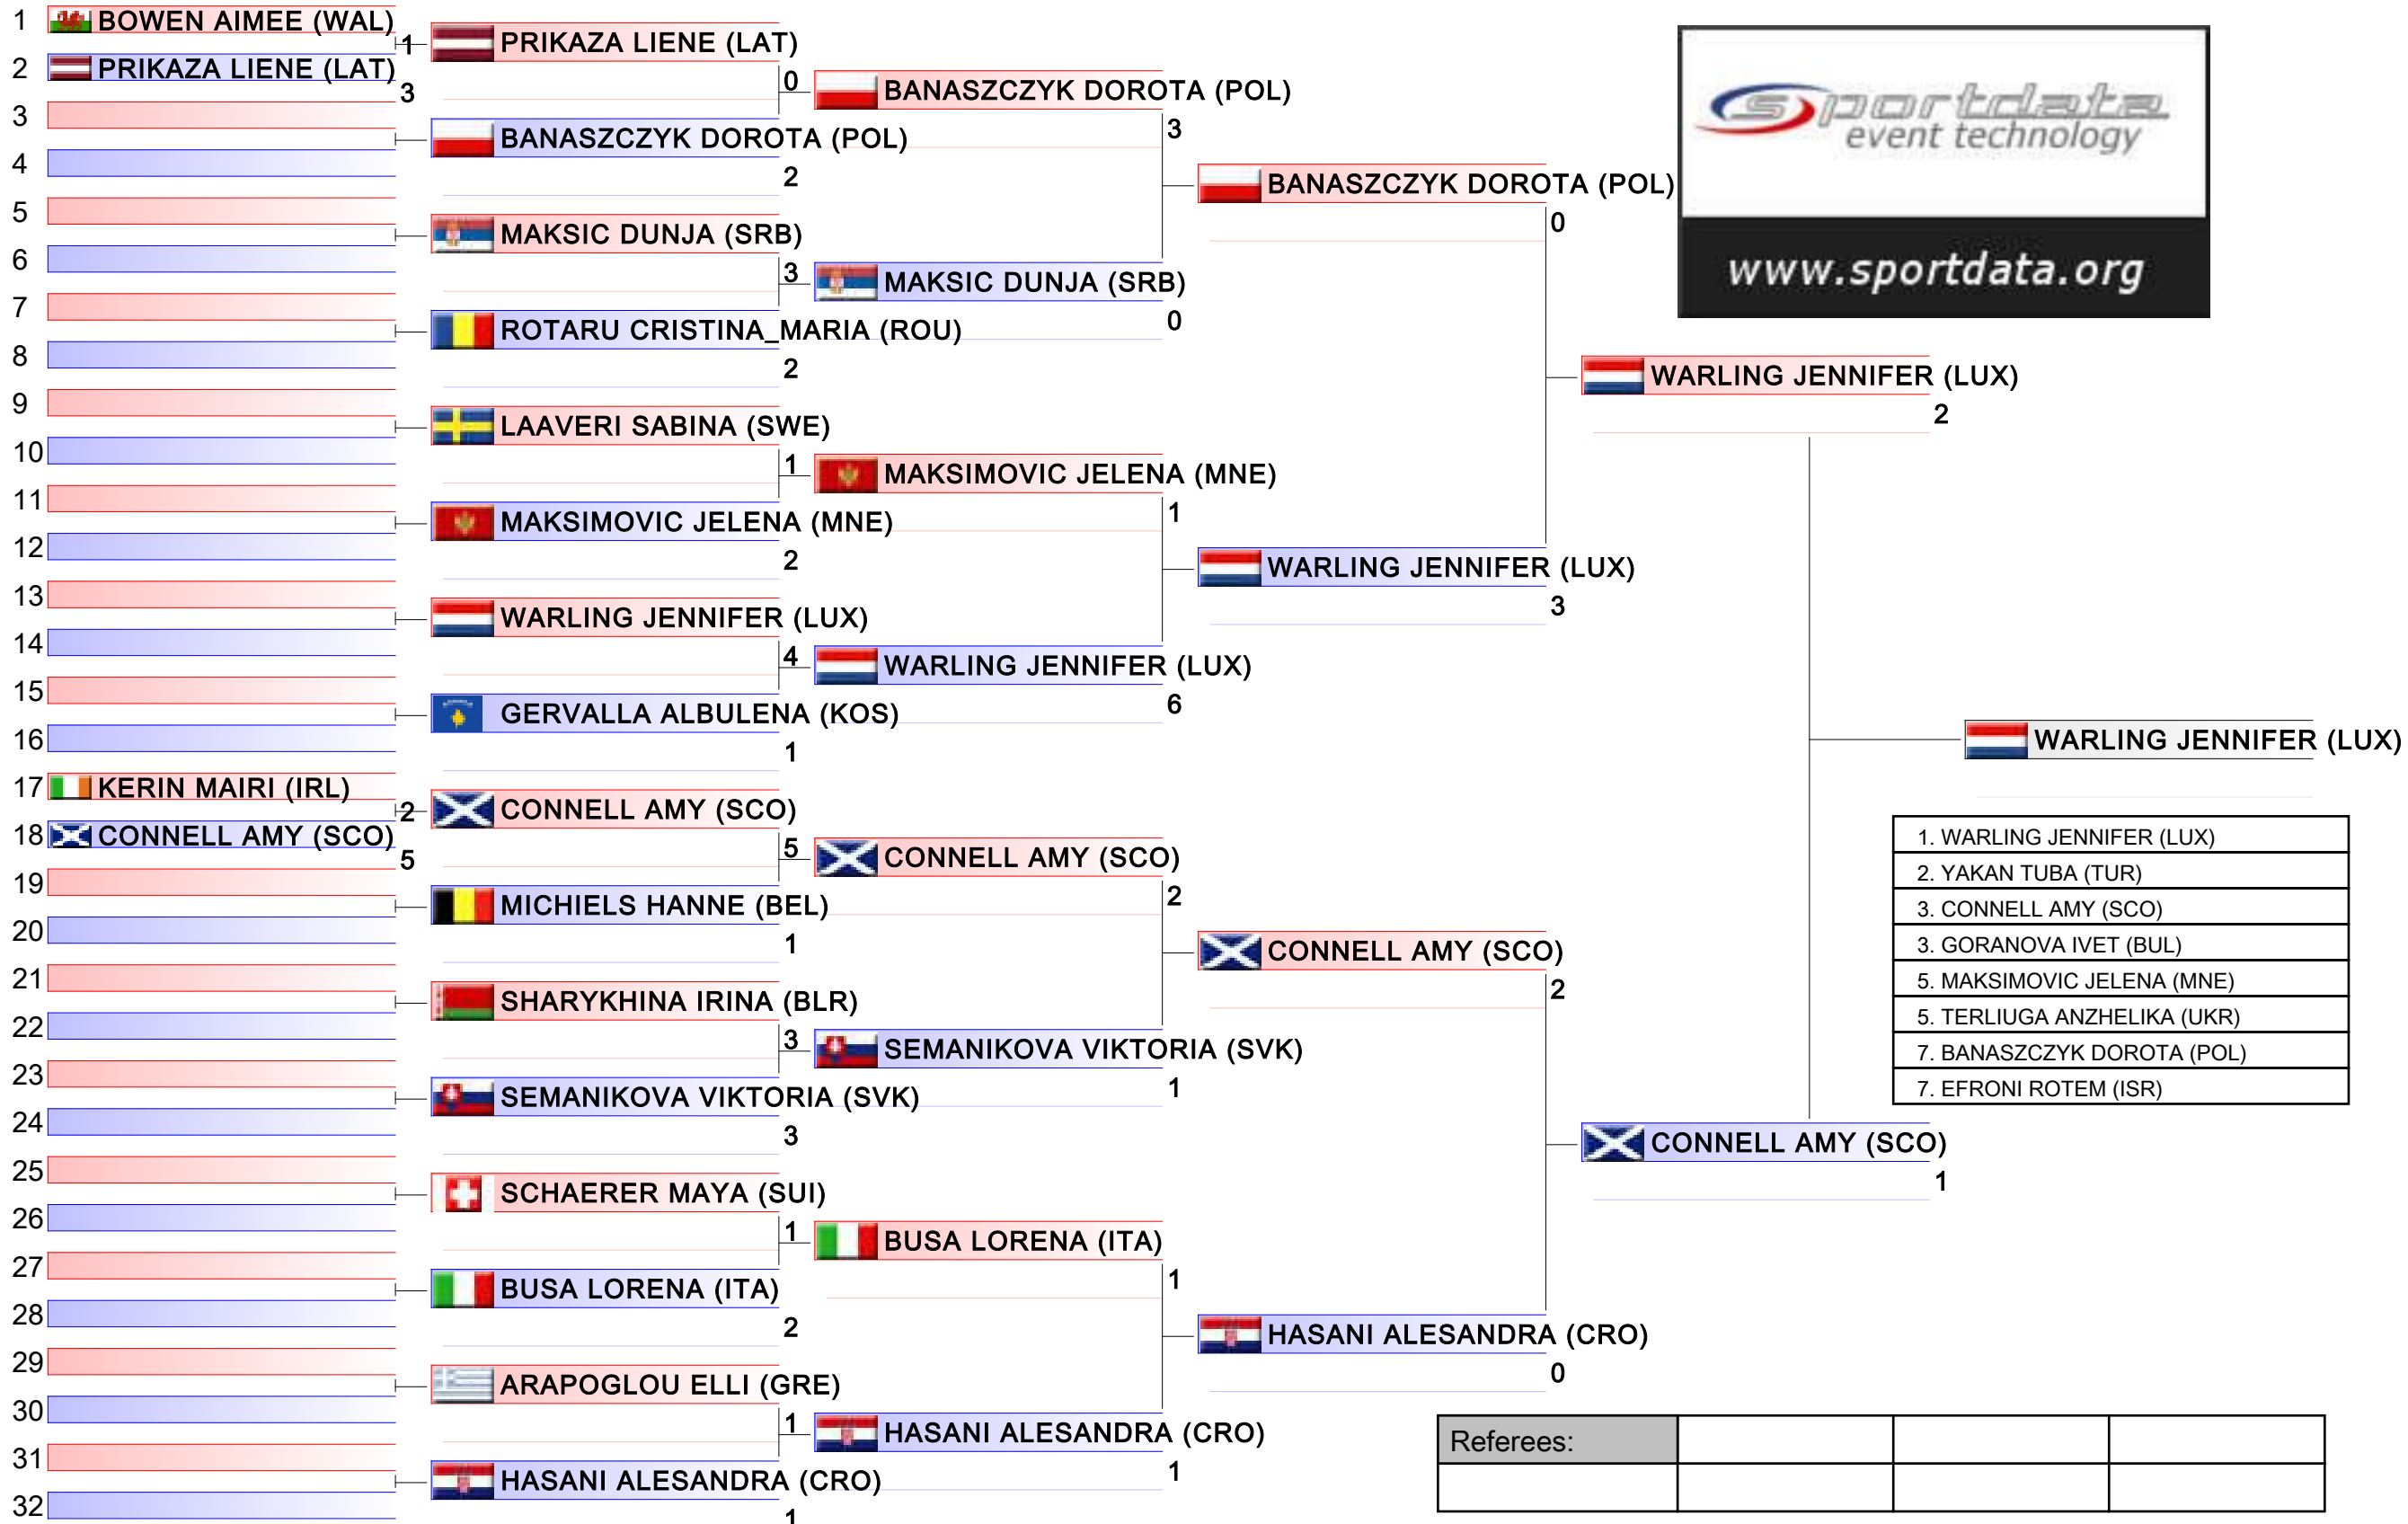 1 BOWEN AIMEE (WAL)
1
2 PRIKAZA LIENE (LAT)
3
3
4
5
6
7
8
9
10
11
12
13
14
15
16
17 KERIN MAIRI (IRL)
2
18 CONNELL AMY (SCO)
5
19
20
21
22
23
24
25
26
27
28
29
30
31
32
PRIKAZA LIENE (LAT)
0
BANASZCZYK DOROTA (POL)
2
MAKSIC DUNJA (SRB)
3
ROTARU CRISTINA_MARIA (ROU)
2
LAAVERI SABINA (SWE)
1
MAKSIMOVIC JELENA (MNE)
2
WARLING JENNIFER (LUX)
4
GERVALLA ALBULENA (KOS)
1
CONNELL AMY (SCO)
5
MICHIELS HANNE (BEL)
1
SHARYKHINA IRINA (BLR)
3
SEMANIKOVA VIKTORIA (SVK)
3
SCHAERER MAYA (SUI)
1
BUSA LORENA (ITA)
2
ARAPOGLOU ELLI (GRE)
1
HASANI ALESANDRA (CRO)
1
BANASZCZYK DOROTA (POL)
3
MAKSIC DUNJA (SRB)
0
MAKSIMOVIC JELENA (MNE)
1
WARLING JENNIFER (LUX)
6
CONNELL AMY (SCO)
2
SEMANIKOVA VIKTORIA (SVK)
1
BUSA LORENA (ITA)
1
HASANI ALESANDRA (CRO)
1
BANASZCZYK DOROTA (POL)
0
WARLING JENNIFER (LUX)
3
CONNELL AMY (SCO)
2
HASANI ALESANDRA (CRO)
0
WARLING JENNIFER (LUX)
2
CONNELL AMY (SCO)
1
WARLING JENNIFER (LUX)
sportdata
event technology
www.sportdata.org
1. WARLING JENNIFER (LUX)
2. YAKAN TUBA (TUR)
3. CONNELL AMY (SCO)
3. GORANOVA IVET (BUL)
5. MAKSIMOVIC JELENA (MNE)
5. TERLIUGA ANZHELIKA (UKR)
7. BANASZCZYK DOROTA (POL)
7. EFRONI ROTEM (ISR)
Referees: